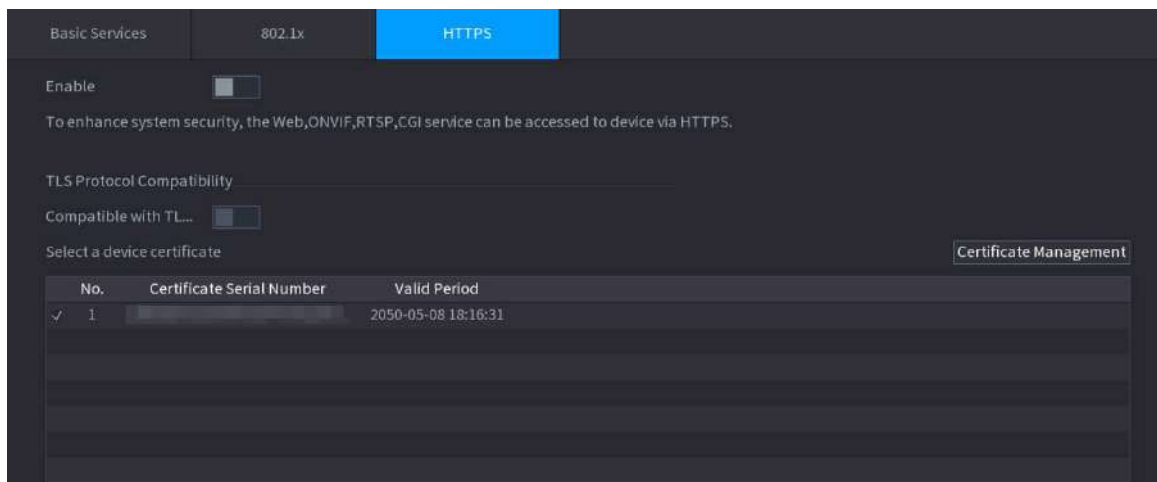 Basic Services 802.1x HTTPS
Enable
To enhance system security, the Web,ONVIF,RTSP,CGI service can be accessed to device via HTTPS.
TLS Protocol Compatibility
Compatible with TL...
Select a device certificate Certificate Management
No. Certificate Serial Number Valid Period
1 2050-05-08 18:16:31